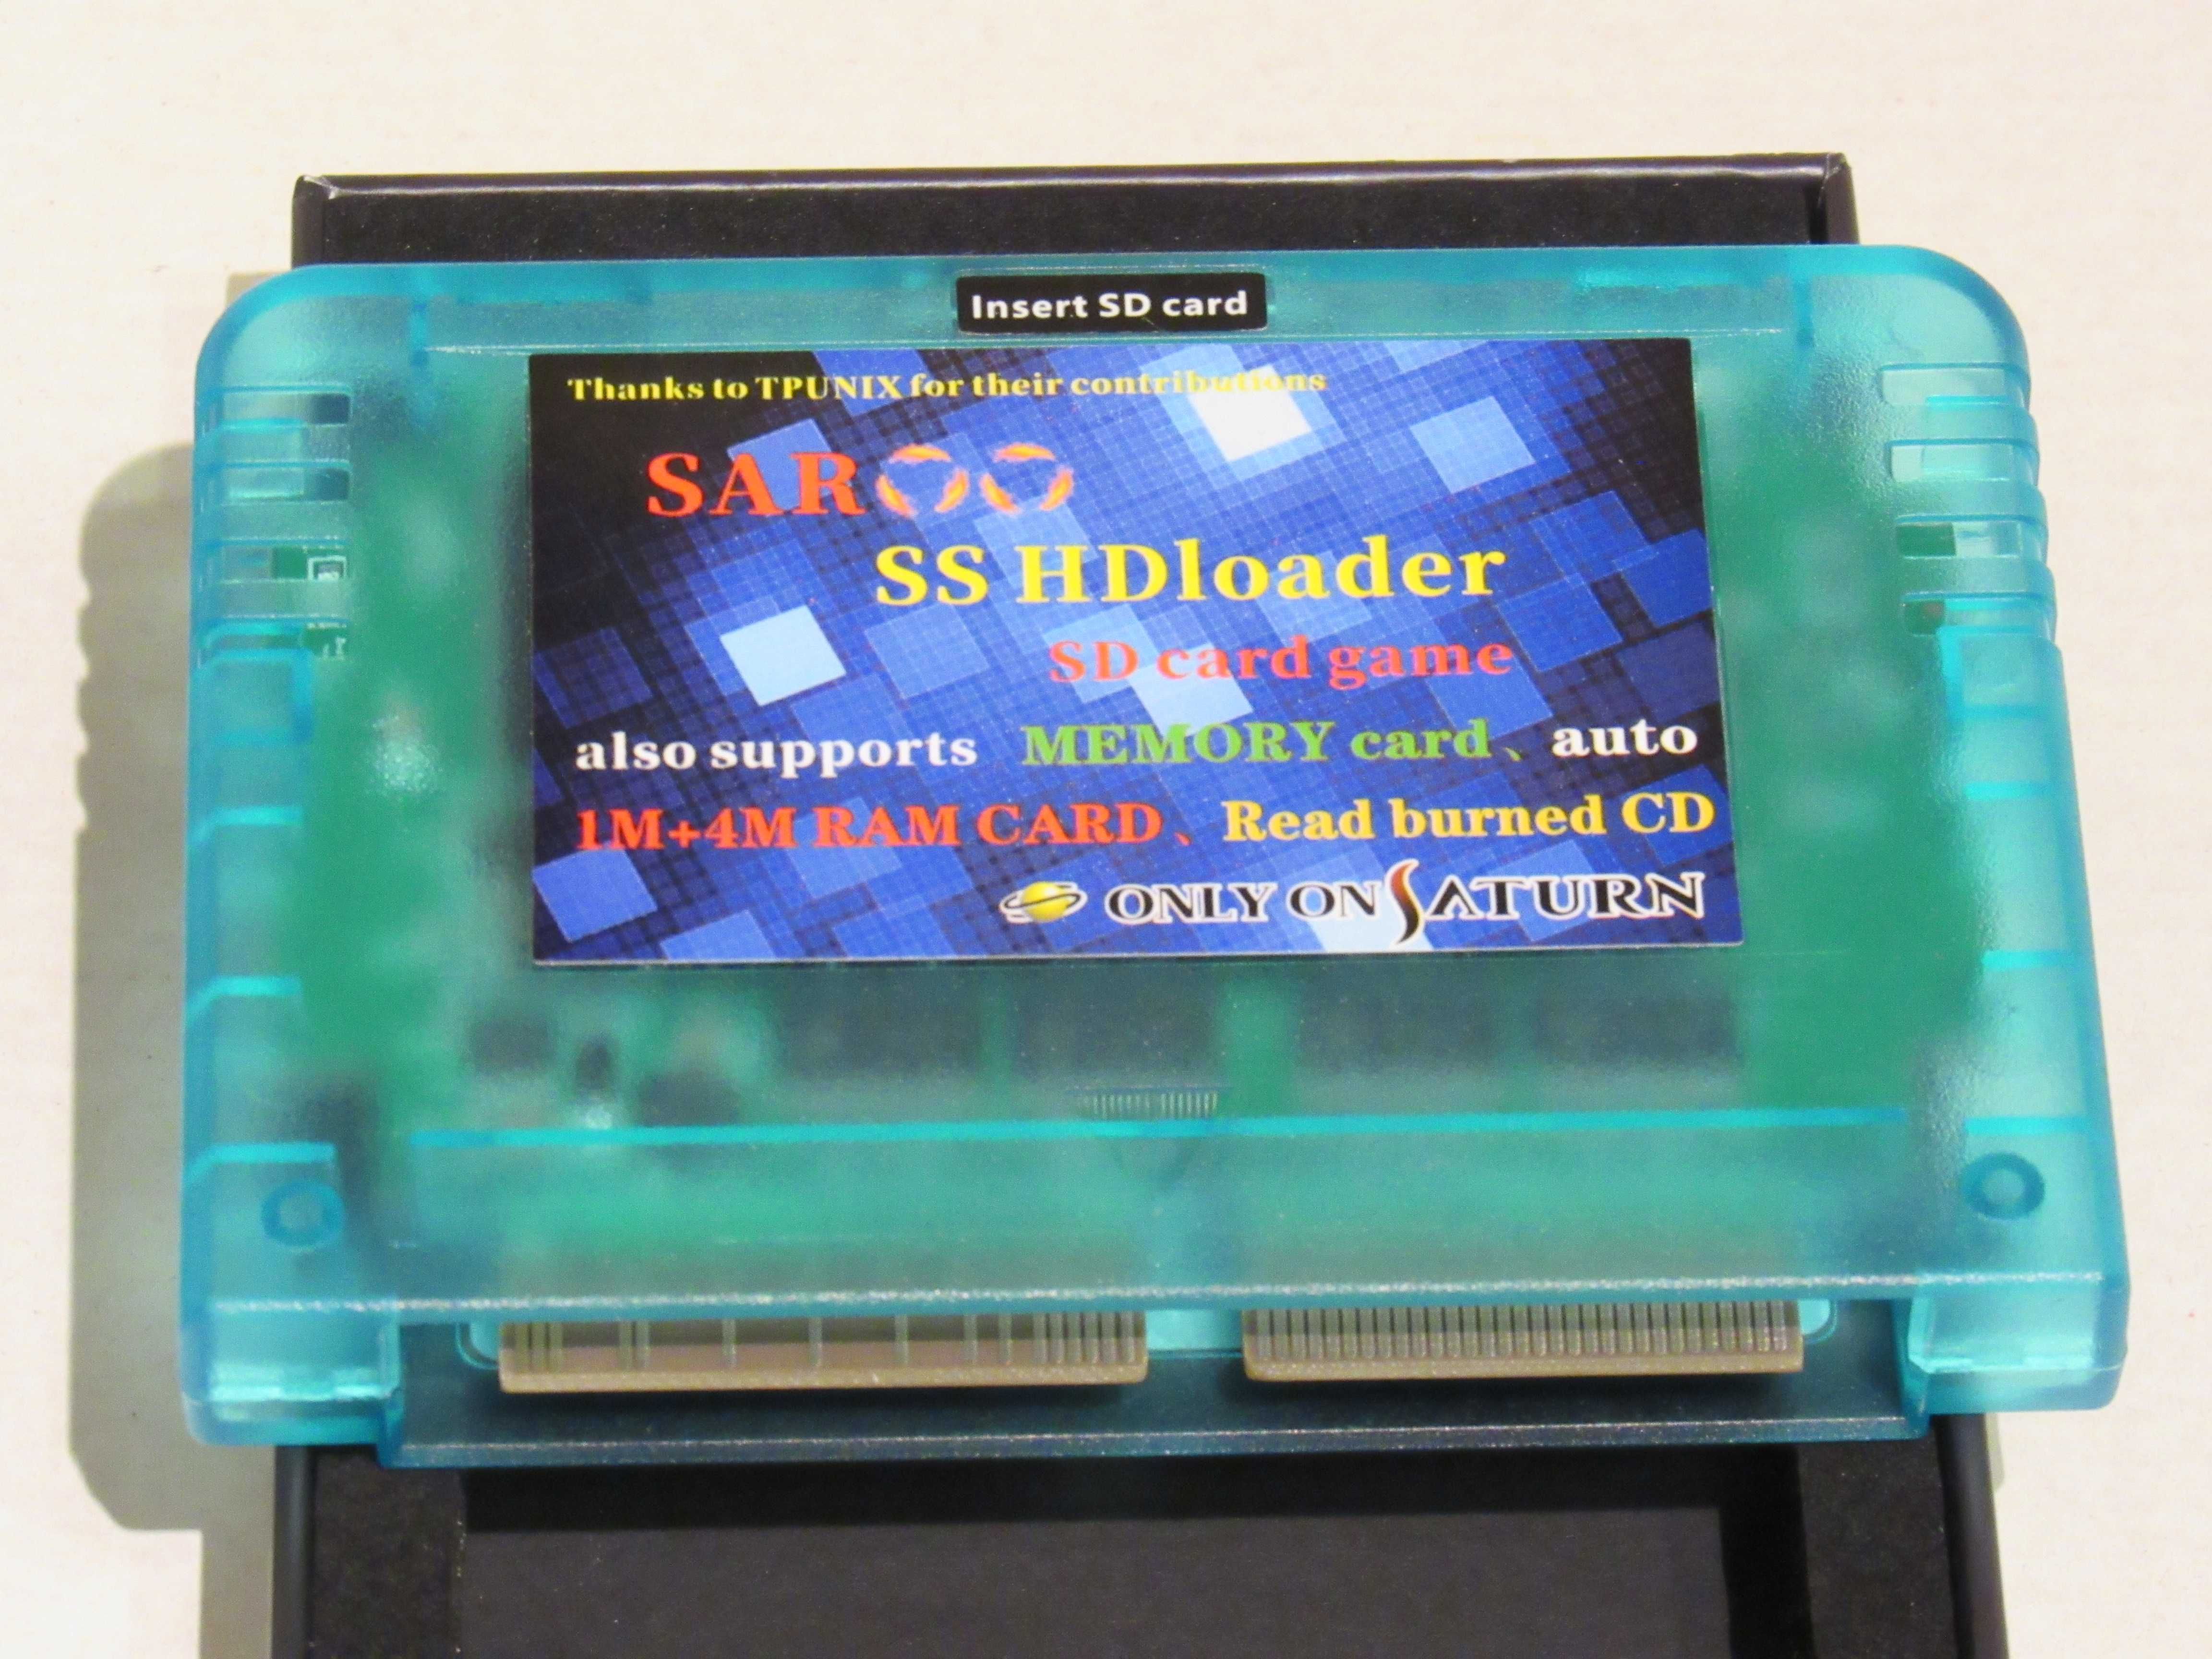 Insert SD card
Thanks to TPUNIX for their contributions
SAROO
SS HDloader
SD card game
also supports MEMORY card、auto
1M+4M RAM CARD、Read burned CD
ONLY ON SATURN